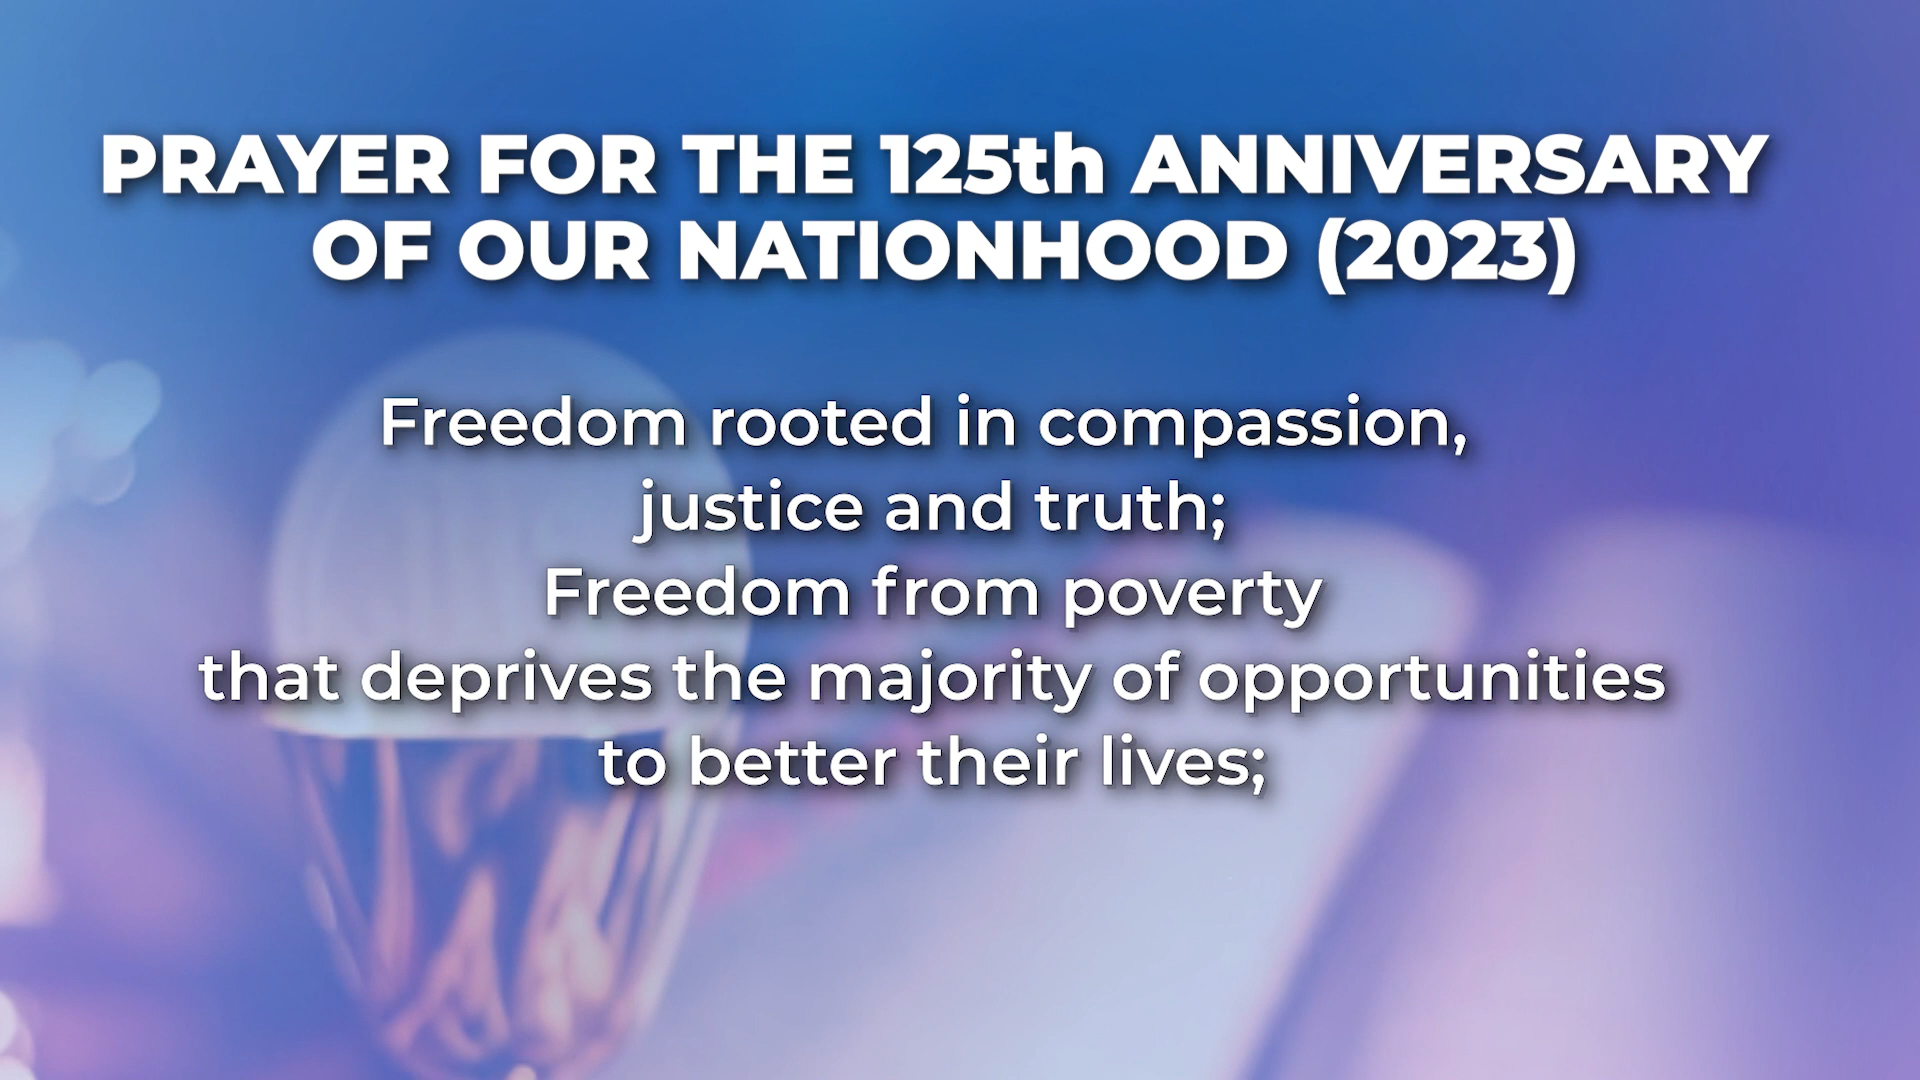 PRAYER FOR THE 125th ANNIVERSARY
OF OUR NATIONHOOD (2023)
Freedom rooted in compassion,
justice and truth;
Freedom from poverty
that deprives the majority of opportunities
to better their lives;